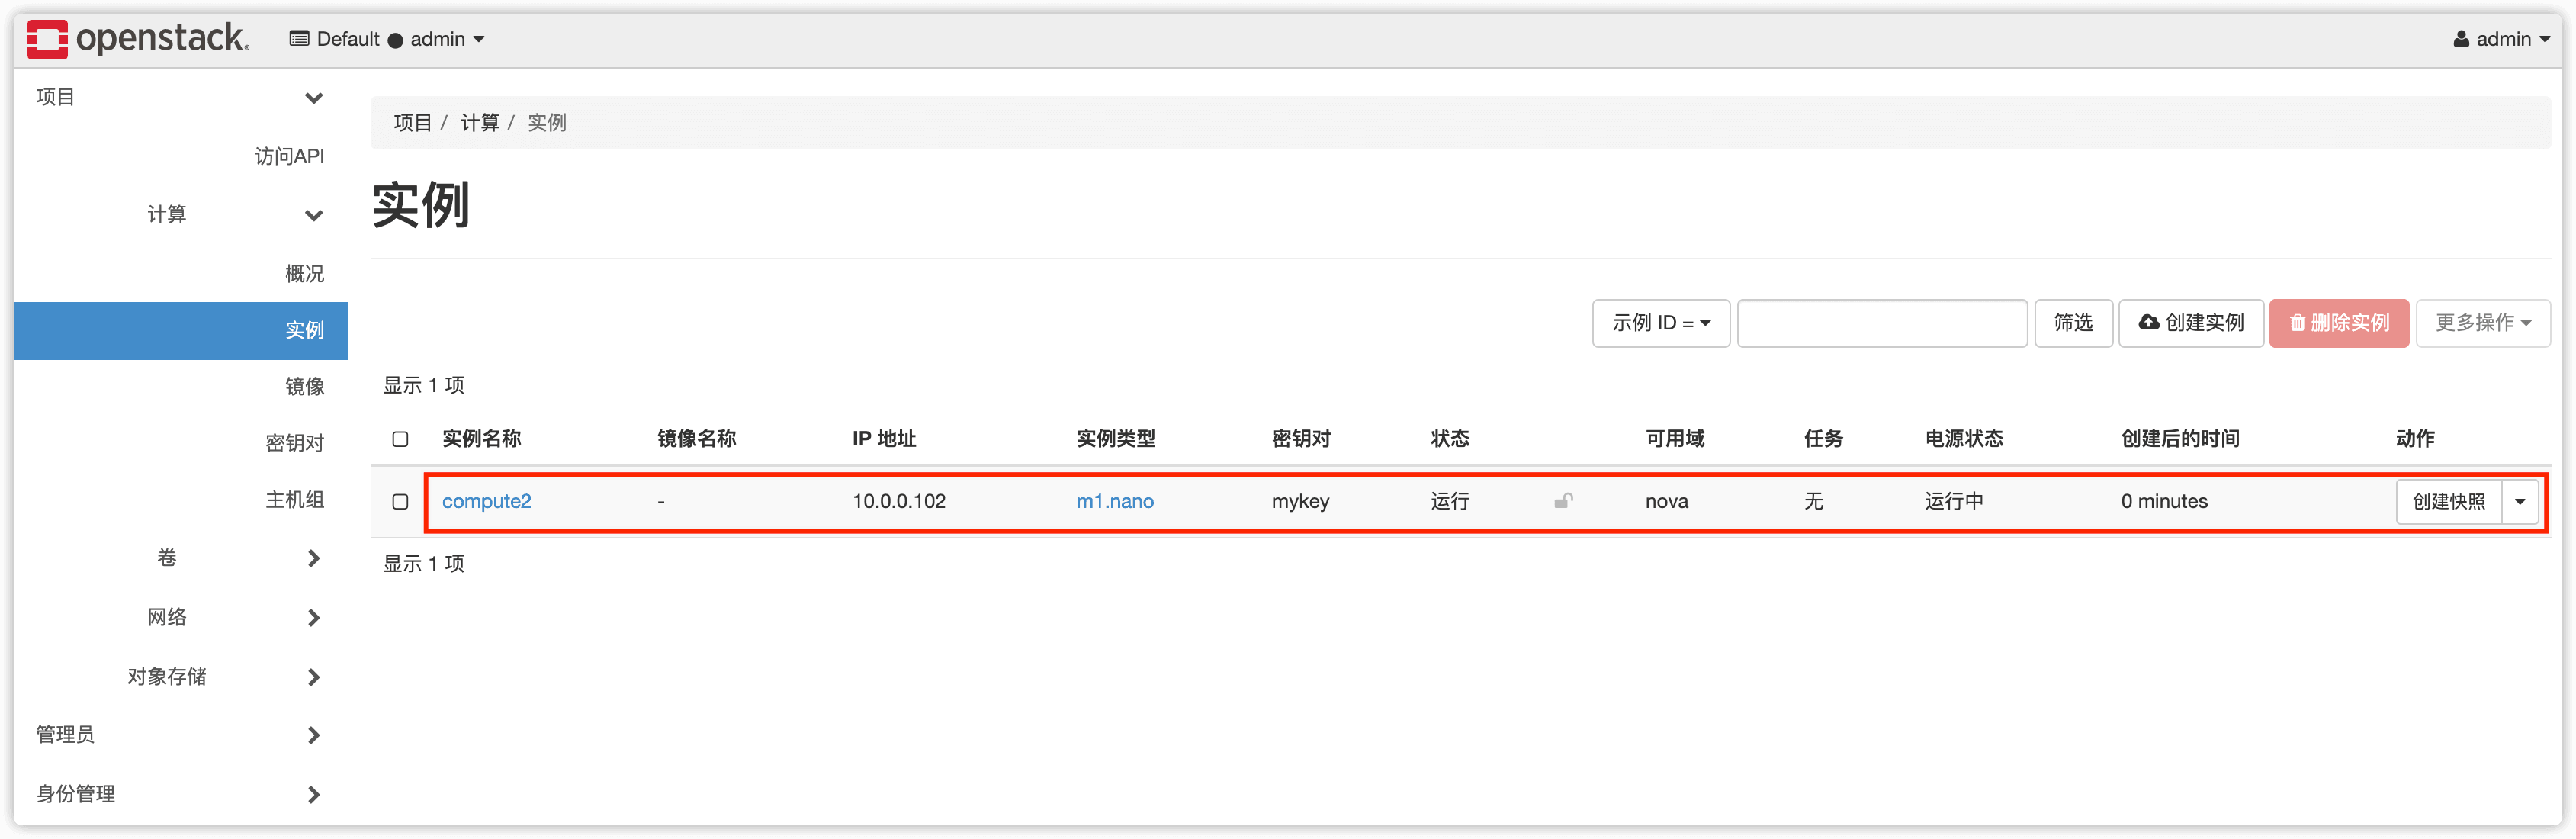 openstack. Default ● admin admin
项目
访问API
计算
概况
实例
镜像
密钥对
主机组
卷
网络
对象存储
管理员
身份管理
项目 / 计算 / 实例
实例
示例 ID = 筛选 创建实例 删除实例 更多操作
显示 1 项
实例名称 镜像名称 IP 地址 实例类型 密钥对 状态 可用域 任务 电源状态 创建后的时间 动作
compute2 - 10.0.0.102 m1.nano mykey 运行 nova 无 运行中 0 minutes 创建快照
显示 1 项